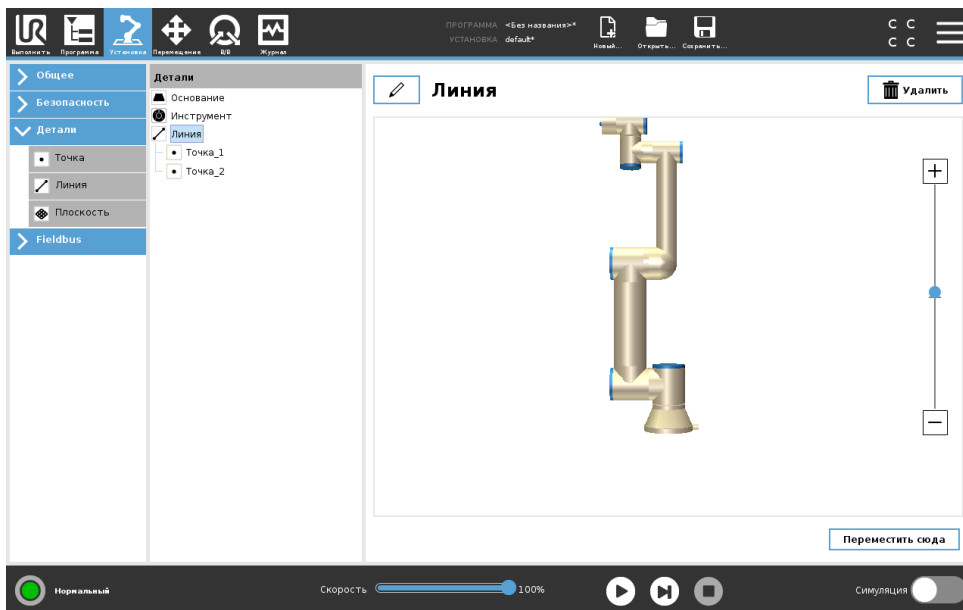 UR
Выполнить
Программа
Установка
Перемещение
В/В
Журнал
ПРОГРАММА <Без названия>*
УСТАНОВКА default*
Новый...
Открыть...
Сохранить...
C C
C C
Общее
Безопасность
Детали
Точка
Линия
Плоскость
Fieldbus
Детали
Основание
Инструмент
Линия
Точка_1
Точка_2
Линия
Удалить
Переместить сюда
Нормальный
Скорость
100%
Симуляция